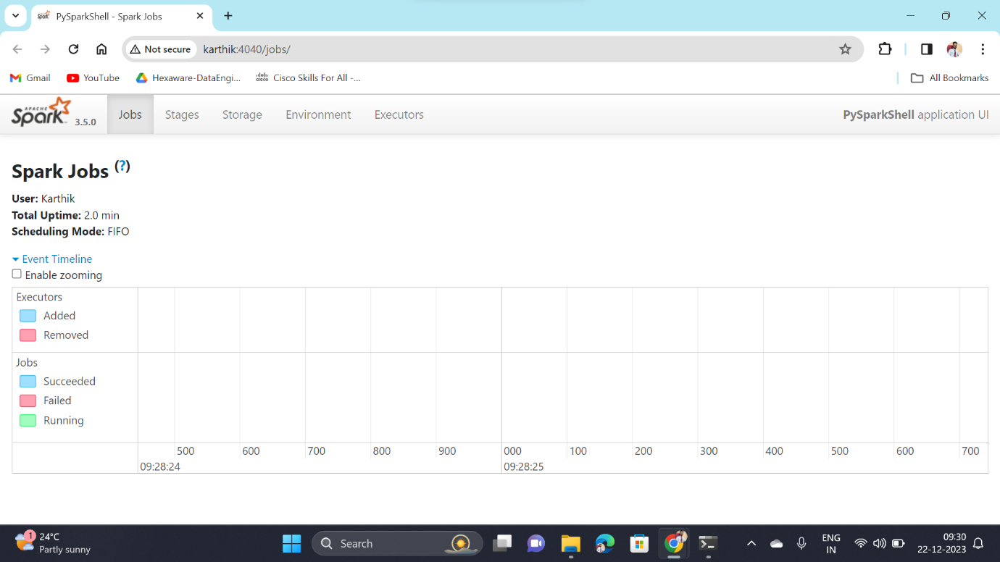 PySparkShell - Spark Jobs
Not secure karthik:4040/jobs/
Gmail YouTube Hexaware-DataEngi... Cisco Skills For All -... All Bookmarks
APACHE Spark 3.5.0 Jobs Stages Storage Environment Executors PySparkShell application UI
Spark Jobs (?)
User: Karthik
Total Uptime: 2.0 min
Scheduling Mode: FIFO
Event Timeline
Enable zooming
Executors
Added
Removed
Jobs
Succeeded
Failed
Running
500 600 700 800 900 000 100 200 300 400 500 600 700
09:28:24 09:28:25
1 24°C
Partly sunny
Search
ENG
IN
09:30
22-12-2023